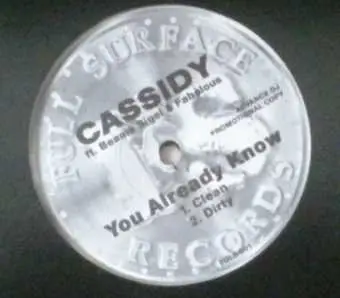 FULL SURFACE
CASSIDY
ft. Beanie Sigel & Fabolous
ADVANCE DJ
PROMOTIONAL COPY
You Already Know
1. Clean
2. Dirty
RECORDS